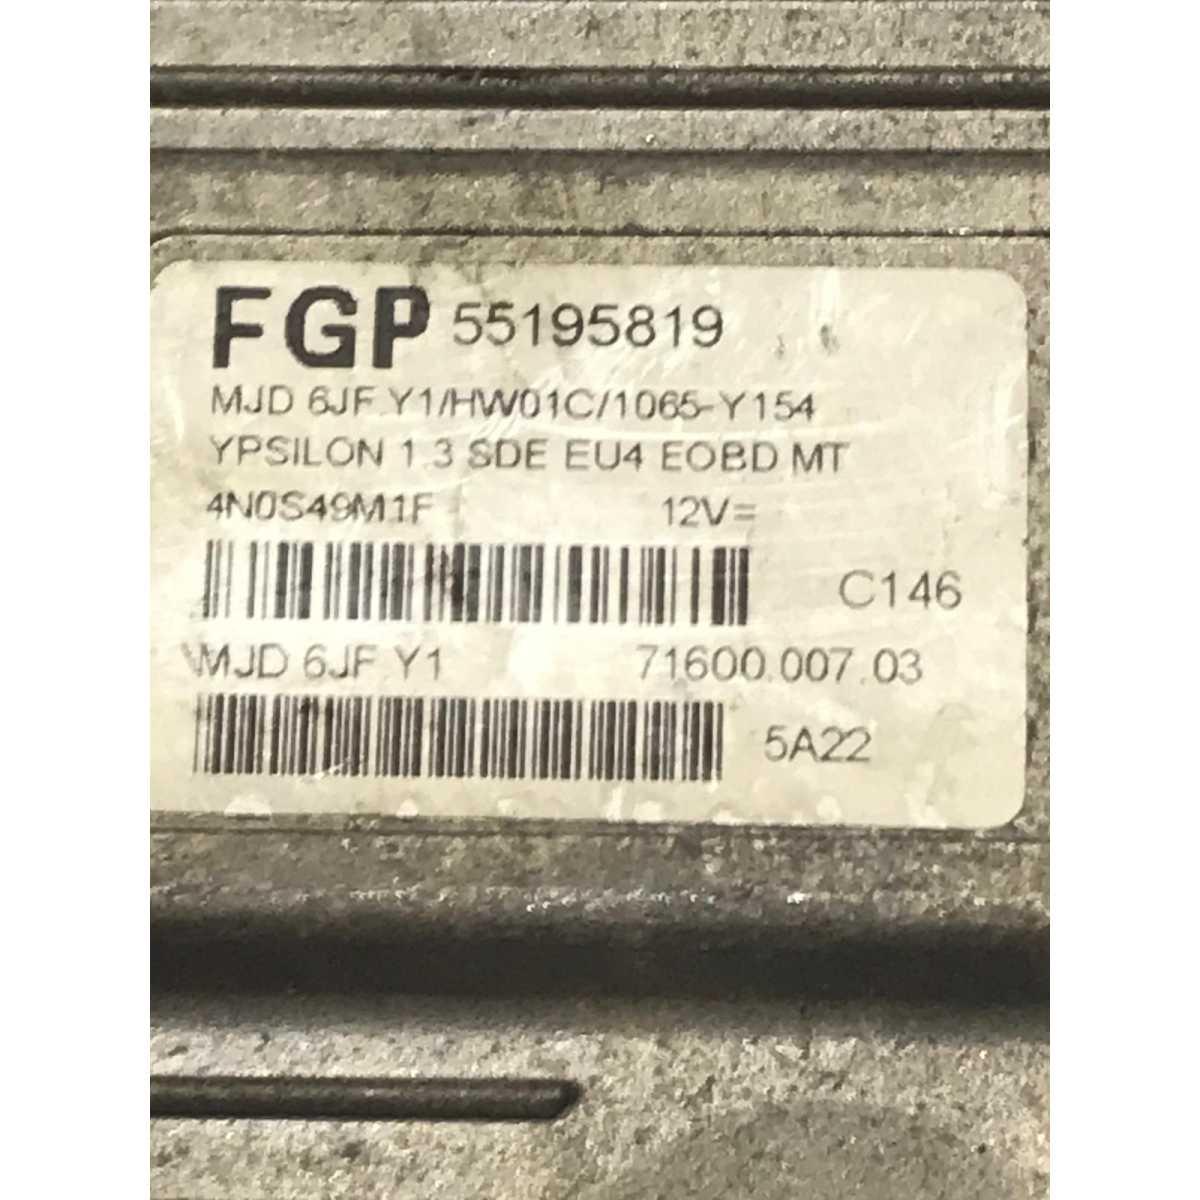 FGP 55195819
MJD 6JF.Y1/HW01C/1065-Y154
YPSILON 1.3 SDE EU4 EOBD MT
4N0S49M1F 12V=
C146
MJD 6JF.Y1 71600.007.03
5A22